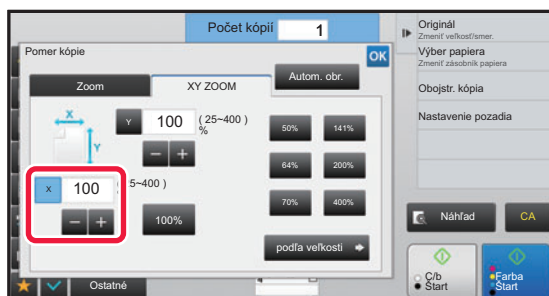 Počet kópií 1
Pomer kópie
OK
Zoom
XY ZOOM
Autom. obr.
X
Y
Y 100 (25~400) %
50% 141%
64% 200%
X 100 5~400)
70% 400%
100%
podľa veľkosti
Ostatné
Originál
Zmeniť veľkosť/smer.
Výber papiera
Zmeniť zásobník papiera
Obojstr. kópia
Nastavenie pozadia
Náhľad
CA
Č/b
Štart
Farba
Štart